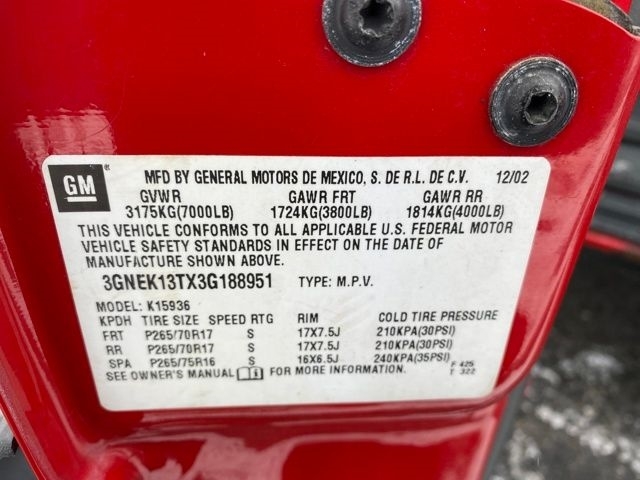 GM
MFD BY GENERAL MOTORS DE MEXICO, S. DE R.L. DE C.V. 12/02
GVWR GAWR FRT GAWR RR
3175KG(7000LB) 1724KG(3800LB) 1814KG(4000LB)
THIS VEHICLE CONFORMS TO ALL APPLICABLE U.S. FEDERAL MOTOR
VEHICLE SAFETY STANDARDS IN EFFECT ON THE DATE OF
MANUFACTURE SHOWN ABOVE.
3GNEK13TX3G188951 TYPE: M.P.V.
MODEL: K15936
KPDH TIRE SIZE SPEED RTG RIM COLD TIRE PRESSURE
FRT P265/70R17 S 17X7.5J 210KPA(30PSI)
RR P265/70R17 S 17X7.5J 210KPA(30PSI)
SPA P265/75R16 S 16X6.5J 240KPA(35PSI)
SEE OWNER'S MANUAL FOR MORE INFORMATION. F 425
T 322